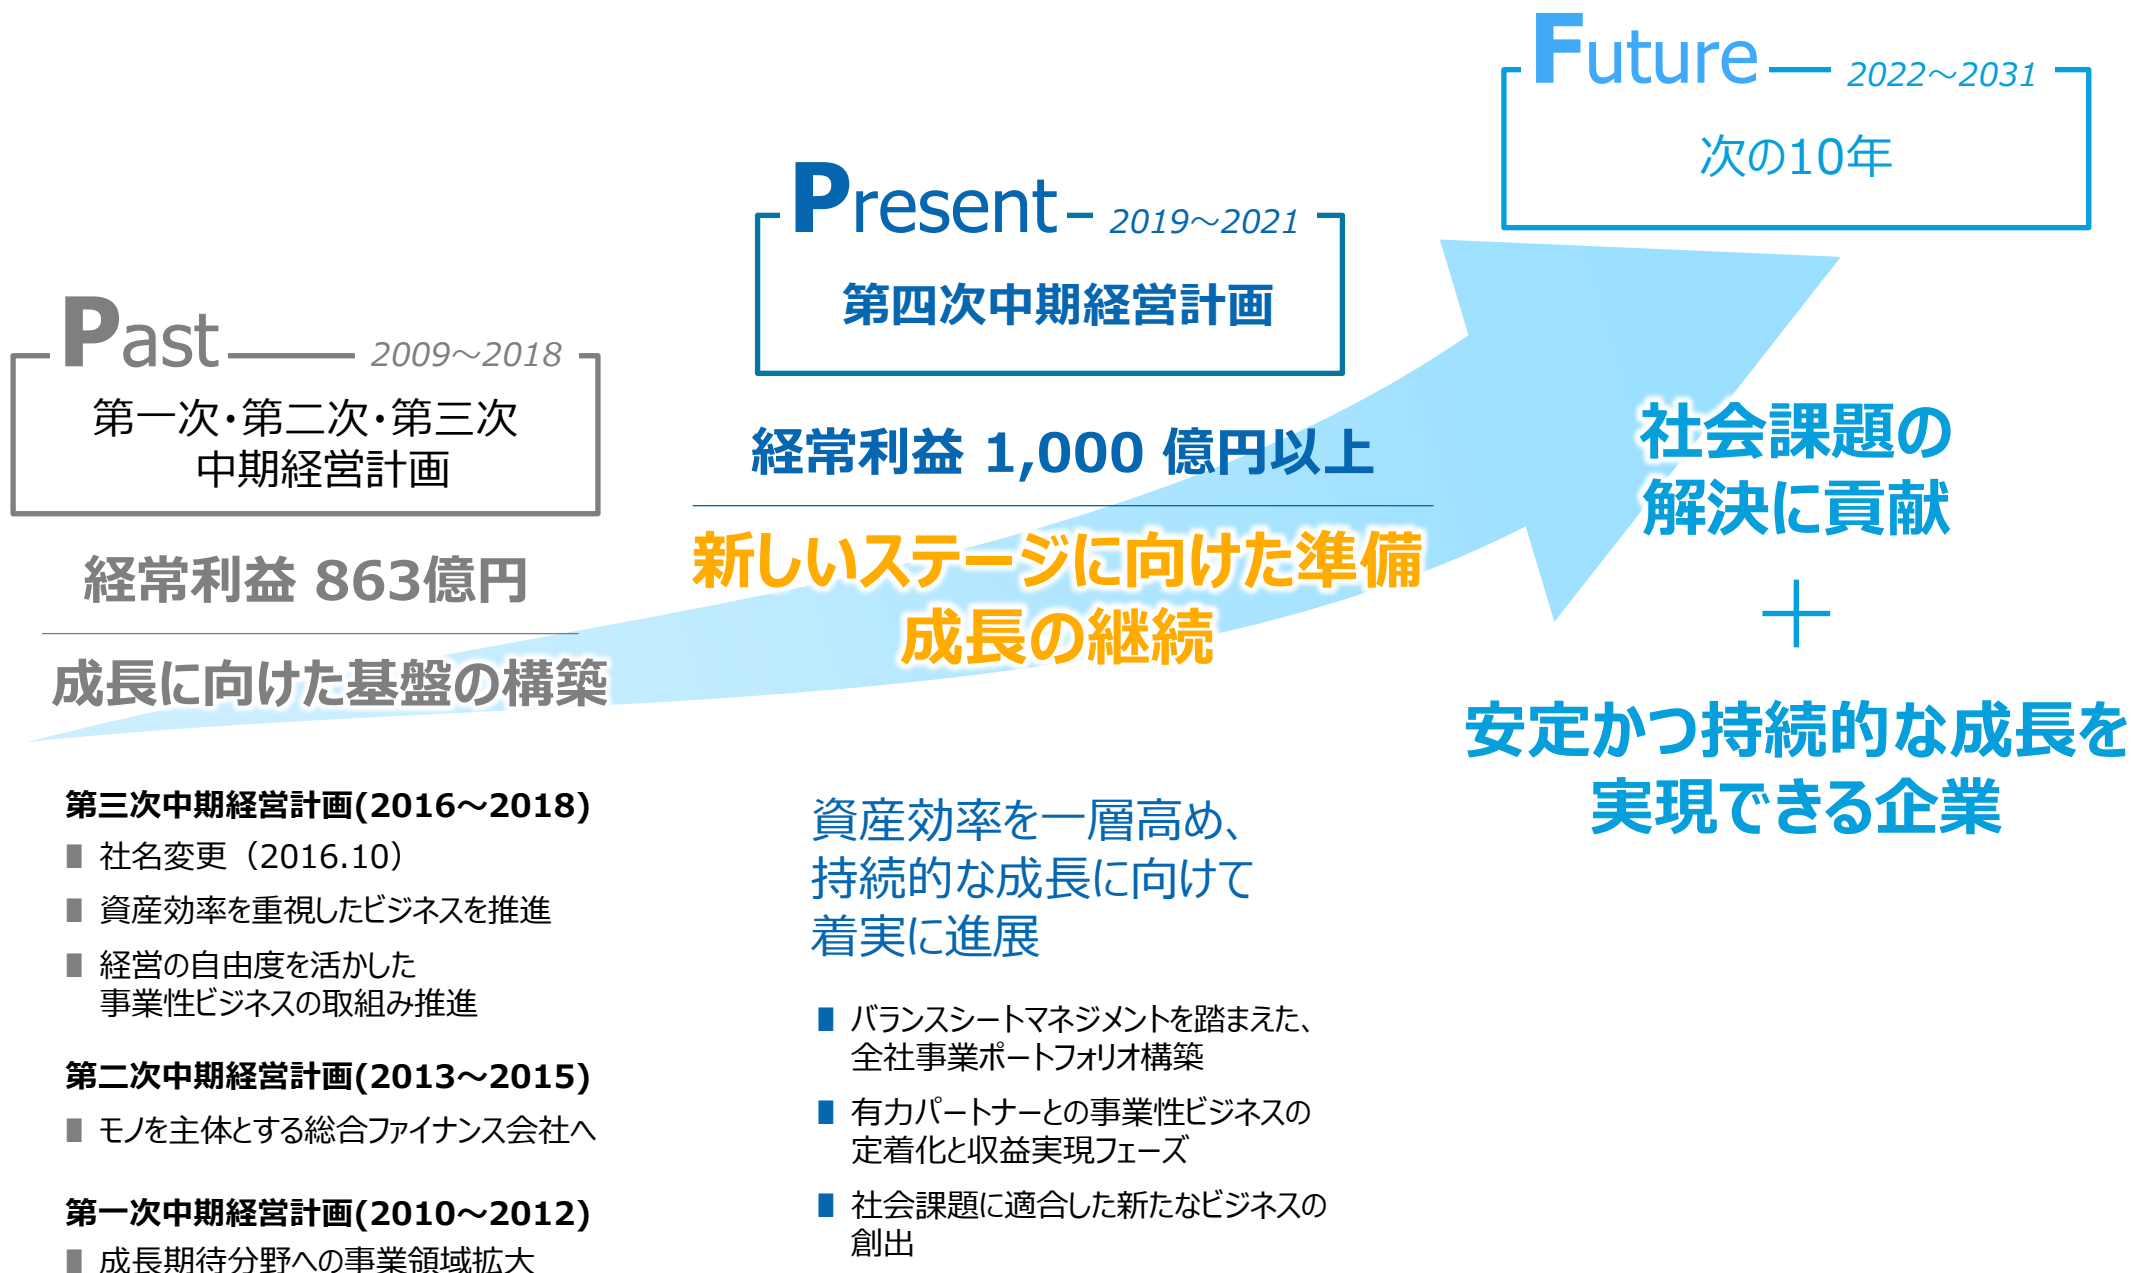 Past 2009～2018
第一次・第二次・第三次
中期経営計画
経常利益 863億円
成長に向けた基盤の構築
第三次中期経営計画(2016～2018)
■ 社名変更（2016.10）
■ 資産効率を重視したビジネスを推進
■ 経営の自由度を活かした
事業性ビジネスの取組み推進
第二次中期経営計画(2013～2015)
■ モノを主体とする総合ファイナンス会社へ
第一次中期経営計画(2010～2012)
■ 成長期待分野への事業領域拡大
Present 2019～2021
第四次中期経営計画
経常利益 1,000 億円以上
新しいステージに向けた準備
成長の継続
資産効率を一層高め、
持続的な成長に向けて
着実に進展
■ バランスシートマネジメントを踏まえた、
全社事業ポートフォリオ構築
■ 有力パートナーとの事業性ビジネスの
定着化と収益実現フェーズ
■ 社会課題に適合した新たなビジネスの
創出
Future 2022～2031
次の10年
社会課題の
解決に貢献
＋
安定かつ持続的な成長を
実現できる企業